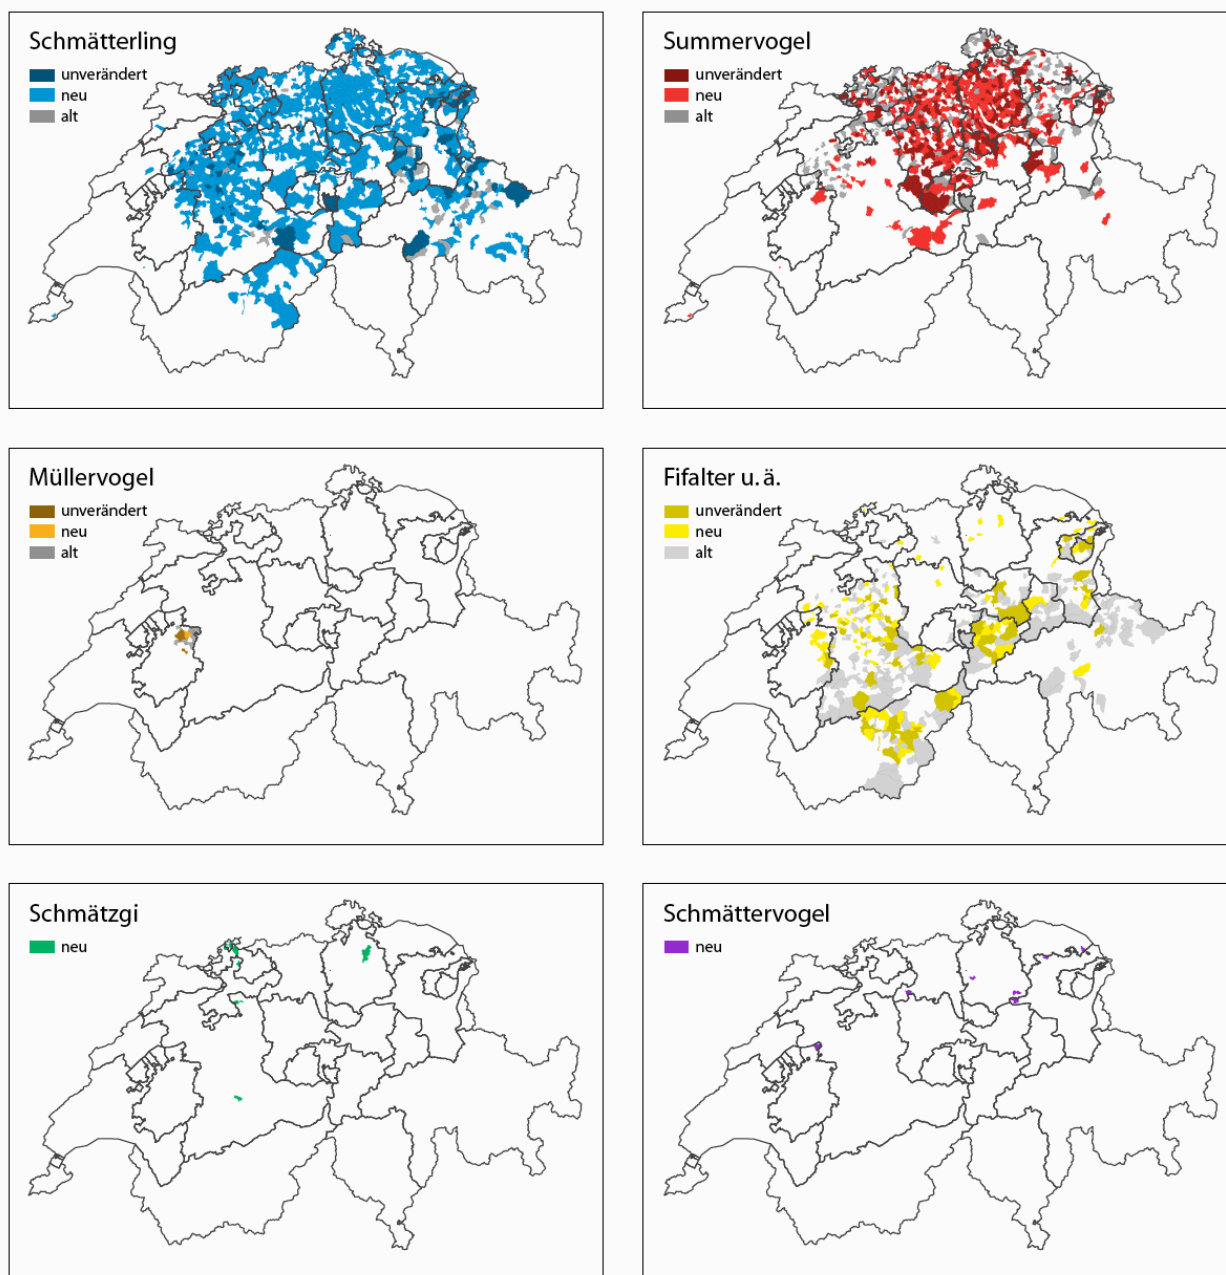 Schmätterling
unverändert
neu
alt
Summervogel
unverändert
neu
alt
Müllervogel
unverändert
neu
alt
Fifalter u. ä.
unverändert
neu
alt
Schmätzgi
neu
Schmättervogel
neu